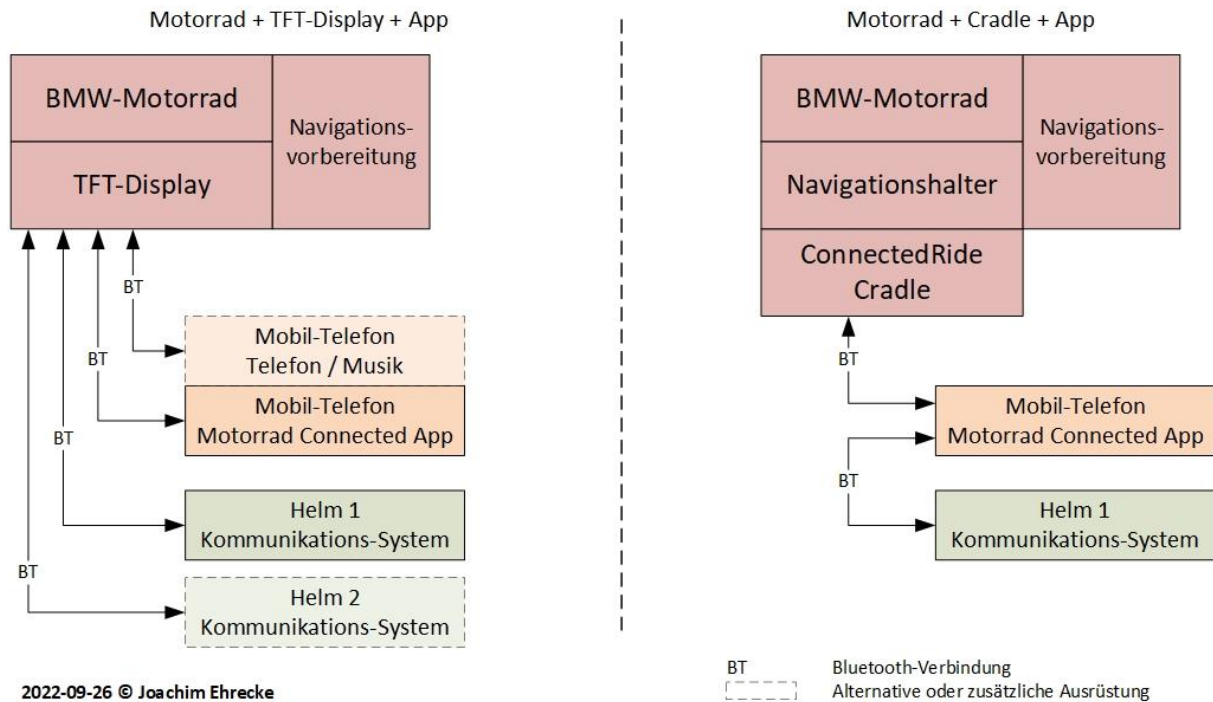 Motorrad + TFT-Display + App
BMW-Motorrad
TFT-Display
Navigations-
vorbereitung
BT
Mobil-Telefon
Telefon / Musik
BT
Mobil-Telefon
Motorrad Connected App
BT
Helm 1
Kommunikations-System
BT
Helm 2
Kommunikations-System
2022-09-26 © Joachim Ehrecke
Motorrad + Cradle + App
BMW-Motorrad
Navigationshalter
Navigations-
vorbereitung
ConnectedRide
Cradle
BT
Mobil-Telefon
Motorrad Connected App
BT
Helm 1
Kommunikations-System
BT Bluetooth-Verbindung
Alternative oder zusätzliche Ausrüstung